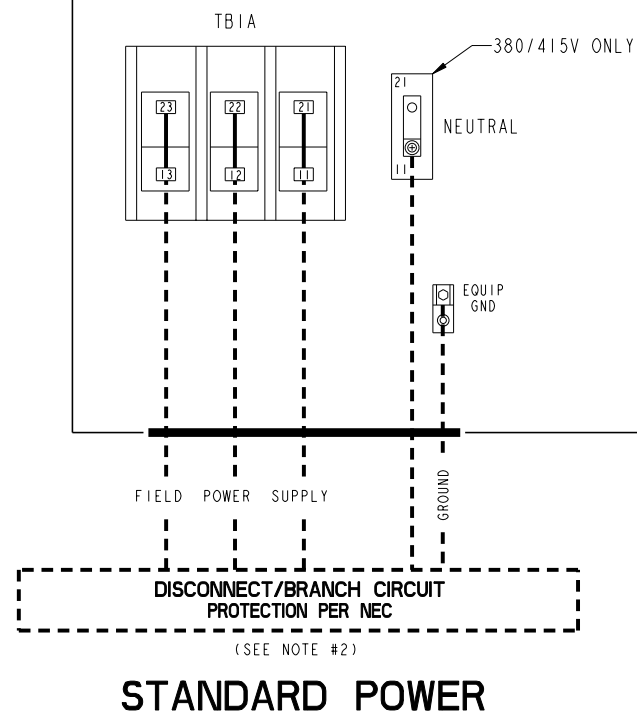 TB1A
380/415V ONLY
21
23 22 21
NEUTRAL
13 12 11
11
EQUIP
GND
FIELD POWER SUPPLY
GROUND
DISCONNECT/BRANCH CIRCUIT
PROTECTION PER NEC
(SEE NOTE #2)
STANDARD POWER